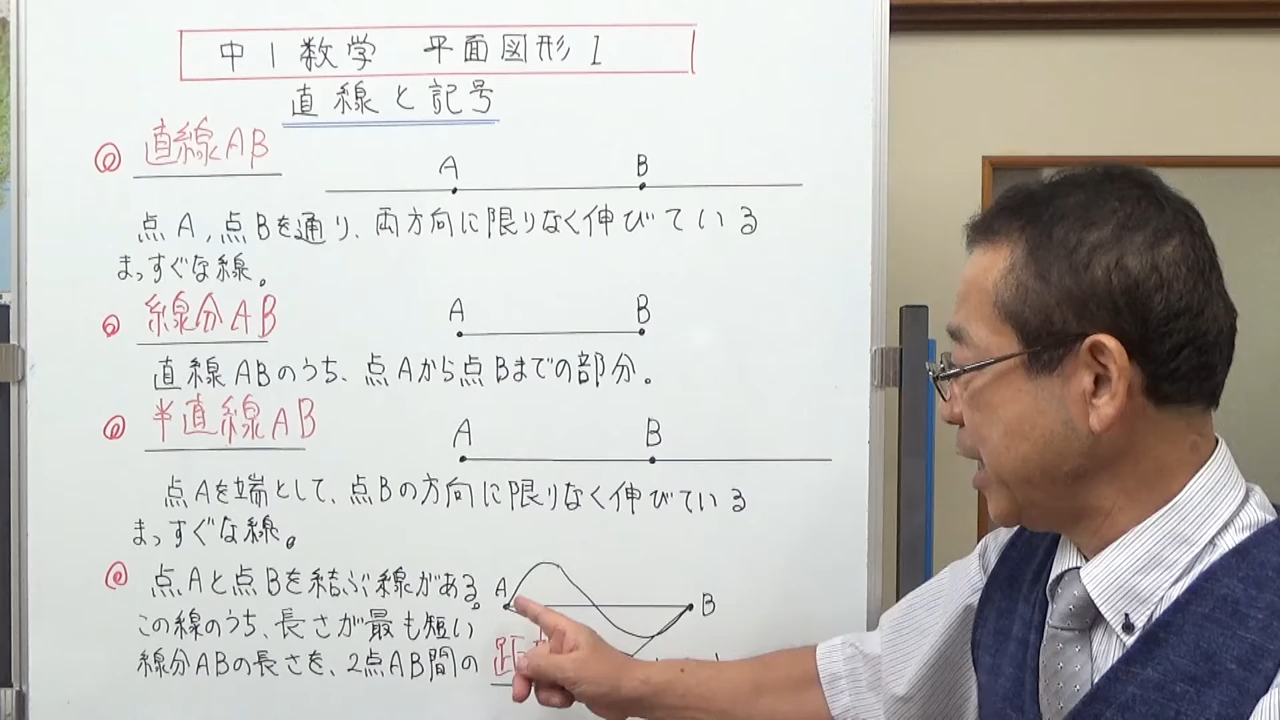 中1数学 平面図形1 1
直線と記号
直線AB
A B
点A,点Bを通り、両方向に限りなく伸びている
まっすぐな線。
線分AB
A B
直線ABのうち、点Aから点Bまでの部分。
半直線AB
A B
点Aを端として、点Bの方向に限りなく伸びている
まっすぐな線。
点Aと点Bを結ぶ線がある。
A B
この線のうち、長さが最も短い
線分ABの長さを、2点AB間の